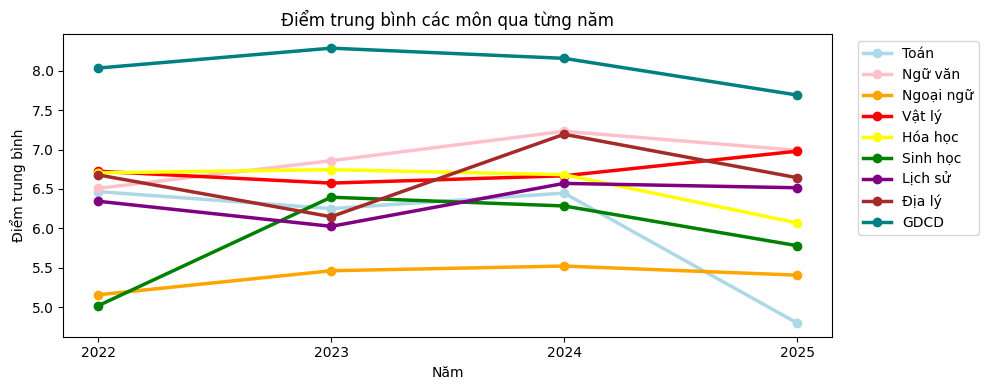 Điểm trung bình các môn qua từng năm
Điểm trung bình
8.0
7.5
7.0
6.5
6.0
5.5
5.0
2022
2023
2024
2025
Năm
Toán
Ngữ văn
Ngoại ngữ
Vật lý
Hóa học
Sinh học
Lịch sử
Địa lý
GDCD